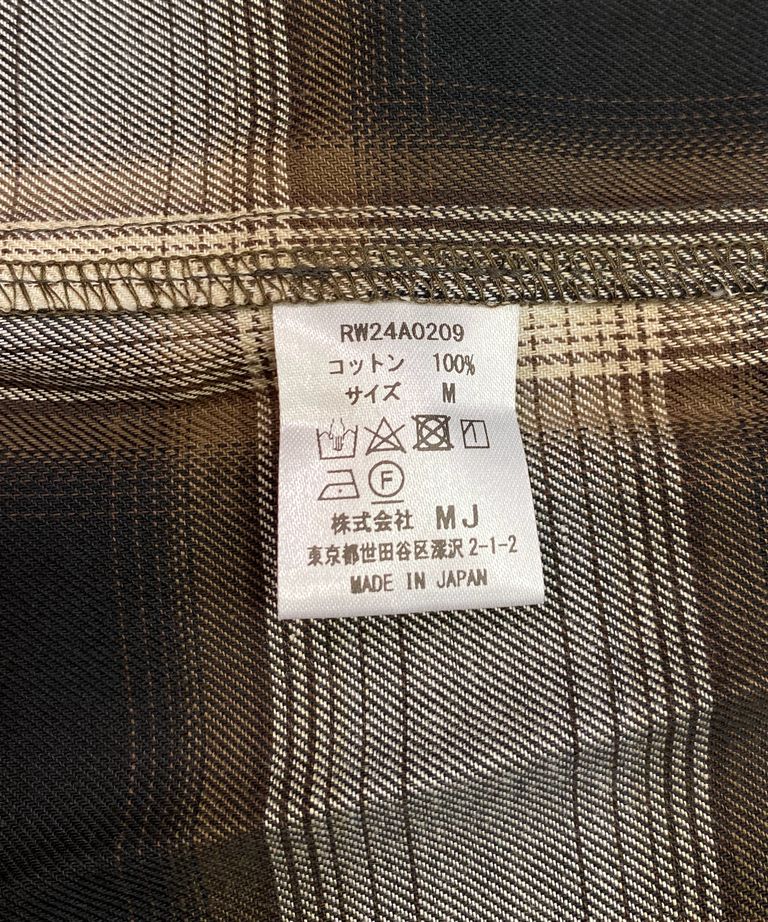 RW24A0209
コットン 100%
サイズ M
F
株式会社 MJ
東京都世田谷区深沢2-1-2
MADE IN JAPAN